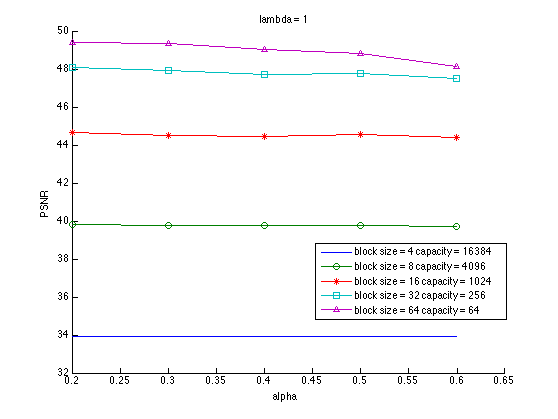 lambda = 1
50
48
46
44
42
40
38
36
34
32
PSNR
block size = 4 capacity = 16384
block size = 8 capacity = 4096
block size = 16 capacity = 1024
block size = 32 capacity = 256
block size = 64 capacity = 64
0.2 0.25 0.3 0.35 0.4 0.45 0.5 0.55 0.6 0.65
alpha